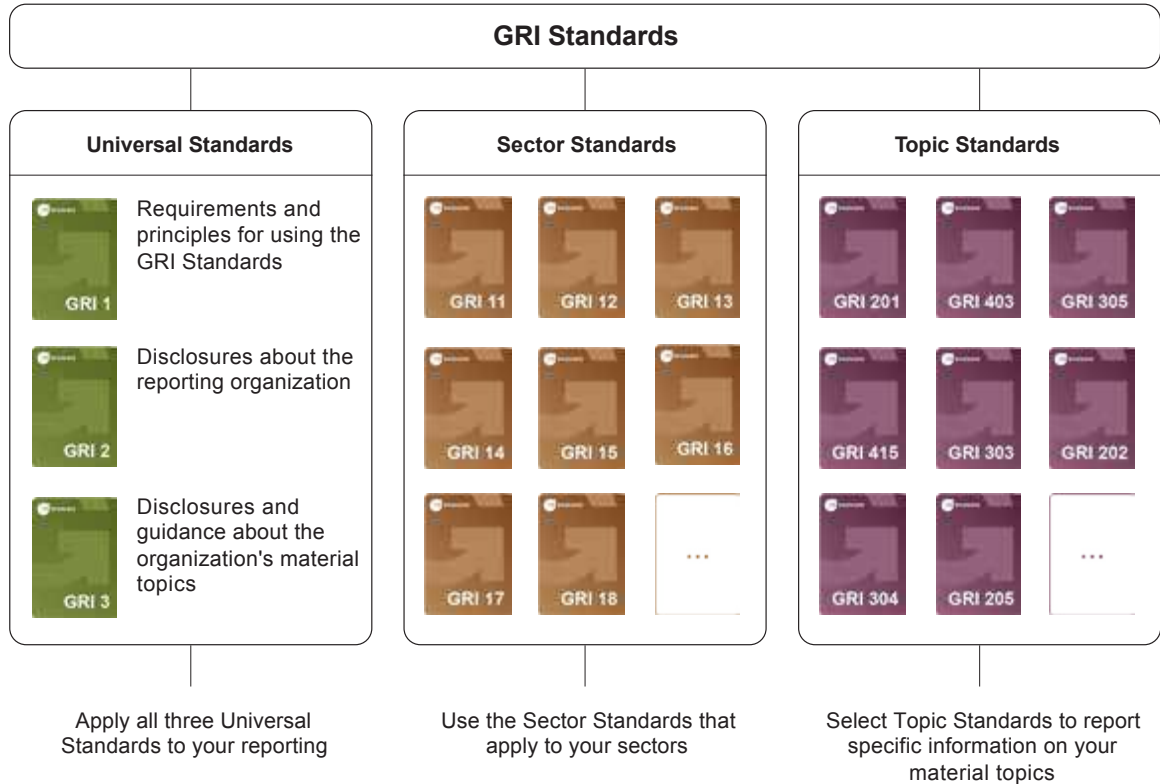 GRI Standards
Universal Standards
Requirements and
principles for using the
GRI Standards
GRI 1
Disclosures about the
reporting organization
GRI 2
Disclosures and
guidance about the
organization's material
topics
GRI 3
Apply all three Universal
Standards to your reporting
Sector Standards
GRI 11
GRI 12
GRI 13
GRI 14
GRI 15
GRI 16
GRI 17
GRI 18
...
Use the Sector Standards that
apply to your sectors
Topic Standards
GRI 201
GRI 403
GRI 305
GRI 415
GRI 303
GRI 202
GRI 304
GRI 205
...
Select Topic Standards to report
specific information on your
material topics